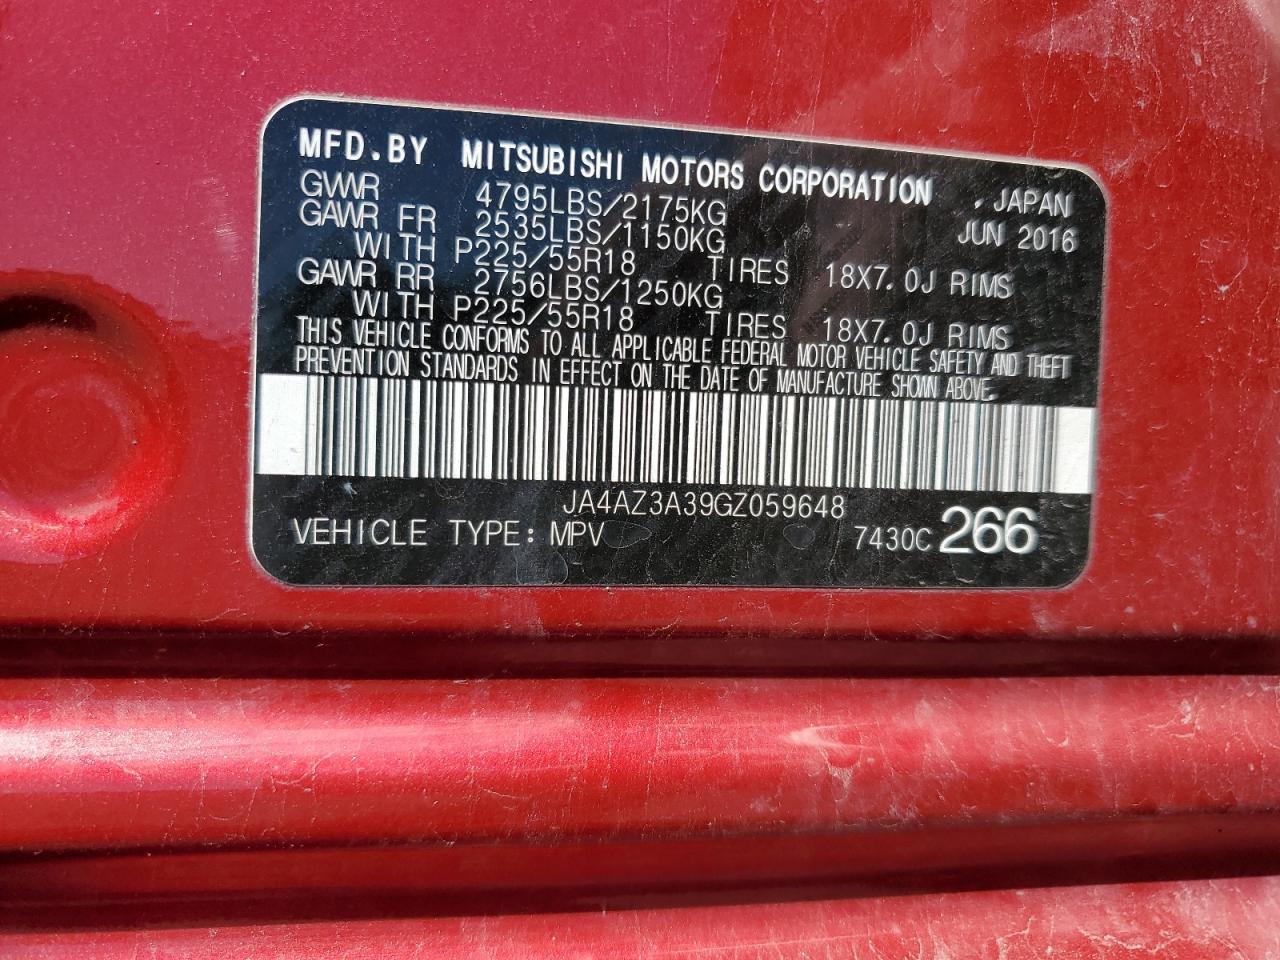 MFD.BY MITSUBISHI MOTORS CORPORATION . JAPAN
GVWR 4795LBS/2175KG JUN 2016
GAWR FR 2535LBS/1150KG
WITH P225/55R18 TIRES 18X7.0J RIMS
GAWR RR 2756LBS/1250KG
WITH P225/55R18 TIRES 18X7.0J RIMS
THIS VEHICLE CONFORMS TO ALL APPLICABLE FEDERAL MOTOR VEHICLE SAFETY AND THEFT
PREVENTION STANDARDS IN EFFECT ON THE DATE OF MANUFACTURE SHOWN ABOVE.
JA4AZ3A39GZ059648
VEHICLE TYPE: MPV 7430C 266